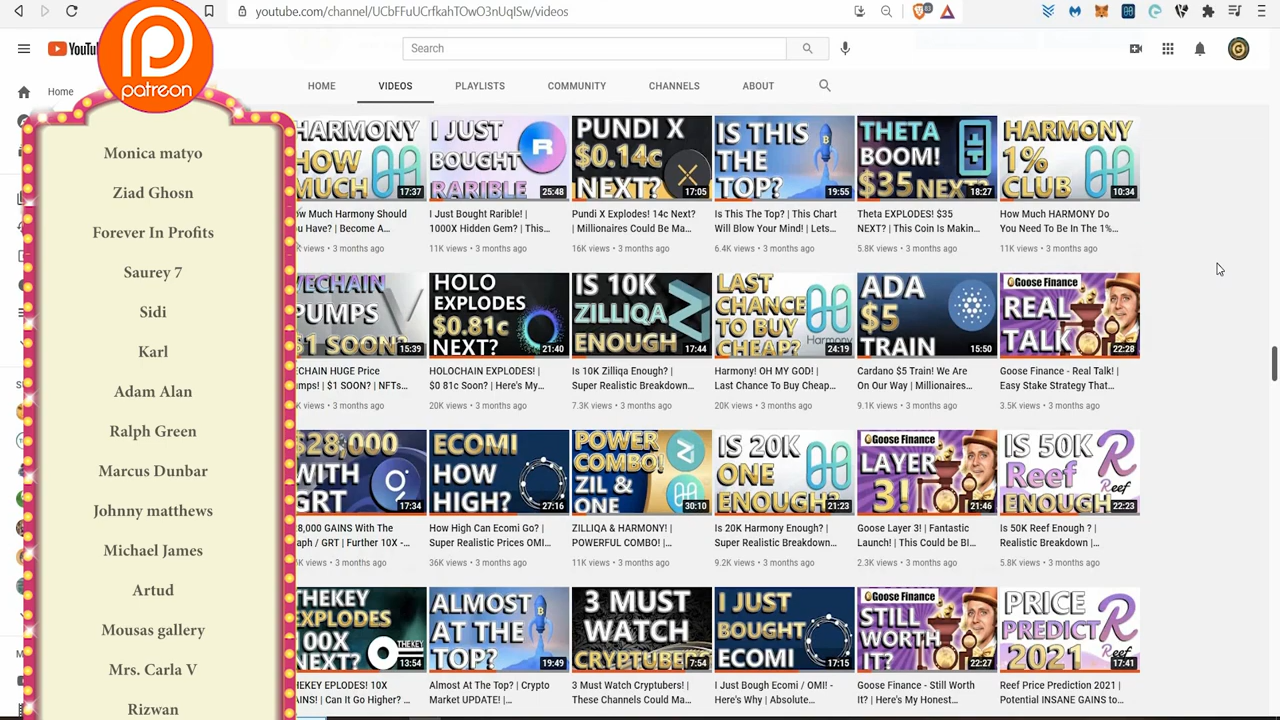 youtube.com/channel/UCbFFuUCrfkahTOwO3nUqISw/videos
83
YouTu
Search
Home
HOME
VIDEOS
PLAYLISTS
COMMUNITY
CHANNELS
ABOUT
patreon
Monica matyo
Ziad Ghosn
Forever In Profits
Saurey 7
Sidi
Karl
Adam Alan
Ralph Green
Marcus Dunbar
Johnny matthews
Michael James
Artud
Mousas gallery
Mrs. Carla V
Rizwan
HARMONY
HOW
MUCH
17:37
ow Much Harmony Should
ou Have? | Become A...
views • 3 months ago
I JUST
BOUGHT
RARIBLE
25:48
I Just Bought Rarible! |
1000X Hidden Gem? | This...
11K views • 3 months ago
PUNDI X
$0.14c
NEXT?
17:05
Pundi X Explodes! 14c Next?
| Millionaires Could Be Ma...
16K views • 3 months ago
IS THIS
THE
TOP?
19:55
Is This The Top? | This Chart
Will Blow Your Mind! | Lets...
6.4K views • 3 months ago
THETA
BOOM!
$35 NEXT?
18:27
Theta EXPLODES! $35
NEXT? | This Coin Is Makin...
5.8K views • 3 months ago
HARMONY
1%
CLUB
10:34
How Much HARMONY Do
You Need To Be In The 1%...
11K views • 3 months ago
VECHAIN
PUMPS
$1 SOON?
15:39
ECHAIN HUGE Price
mps! | $1 SOON? | NFTs...
K views • 3 months ago
HOLO
EXPLODES
$0.81c
NEXT?
21:40
HOLOCHAIN EXPLODES! |
$0 81c Soon? | Here's My...
20K views • 3 months ago
IS 10K
ZILLIQA
ENOUGH
17:44
Is 10K Zilliqa Enough? |
Super Realistic Breakdown...
7.3K views • 3 months ago
LAST
CHANCE
TO BUY
CHEAP?
Harmony
24:19
Harmony! OH MY GOD! |
Last Chance To Buy Cheap...
20K views • 3 months ago
ADA
$5
TRAIN
15:50
Cardano $5 Train! We Are
On Our Way | Millionaires...
9.1K views • 3 months ago
Goose Finance
REAL
TALK
22:28
Goose Finance - Real Talk! |
Easy Stake Strategy That...
3.5K views • 3 months ago
$28,000
WITH
GRT
17:34
8,000 GAINS With The
aph / GRT | Further 10X -...
K views • 3 months ago
ECOMI
HOW
HIGH?
27:16
How High Can Ecomi Go? |
Super Realistic Prices OMI...
36K views • 3 months ago
POWER
COMBO!
ZIL &
ONE
30:10
ZILLIQA & HARMONY! |
POWERFUL COMBO! |...
11K views • 3 months ago
IS 20K
ONE
ENOUGH?
21:23
Is 20K Harmony Enough? |
Super Realistic Breakdown...
9.2K views • 3 months ago
Goose Finance
LAYER
3!
21:46
Goose Layer 3! | Fantastic
Launch! | This Could be BI...
2.3K views • 3 months ago
IS 50K
Reef
ENOUGH
Reef
22:23
Is 50K Reef Enough ? |
Realistic Breakdown |...
5.8K views • 3 months ago
THEKEY
EXPLODES
100X
NEXT?
THEKEY
13:54
HEKEY EPLODES! 10X
AINS! | Can It Go Higher? |
ALMOST
AT THE
TOP?
19:49
Almost At The Top? | Crypto
Market UPDATE! |...
3 MUST
WATCH
CRYPTUBER!
7:54
3 Must Watch Cryptubers! |
These Channels Could Ma...
I JUST
BOUGHT
ECOMI
17:15
I Just Bough Ecomi / OMI! -
Here's Why | Absolute...
Goose Finance
STILL
WORTH
IT?
22:27
Goose Finance - Still Worth
It? | Here's My Honest...
PRICE
PREDICT
2021
Reef
17:41
Reef Price Prediction 2021 |
Potential INSANE GAINS to...